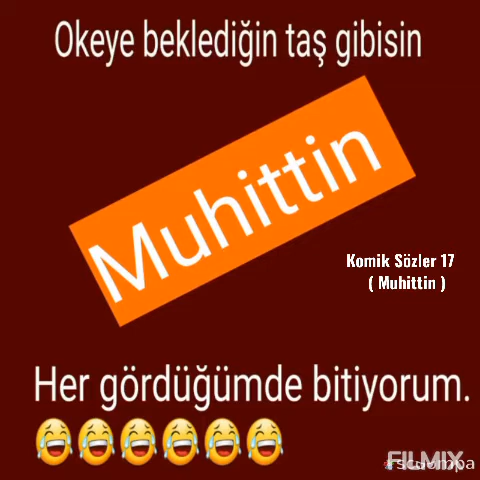 Okeye beklediğin taş gibisin
Muhittin
Komik Sözler 17
( Muhittin )
Her gördüğümde bitiyorum.
FILMIX